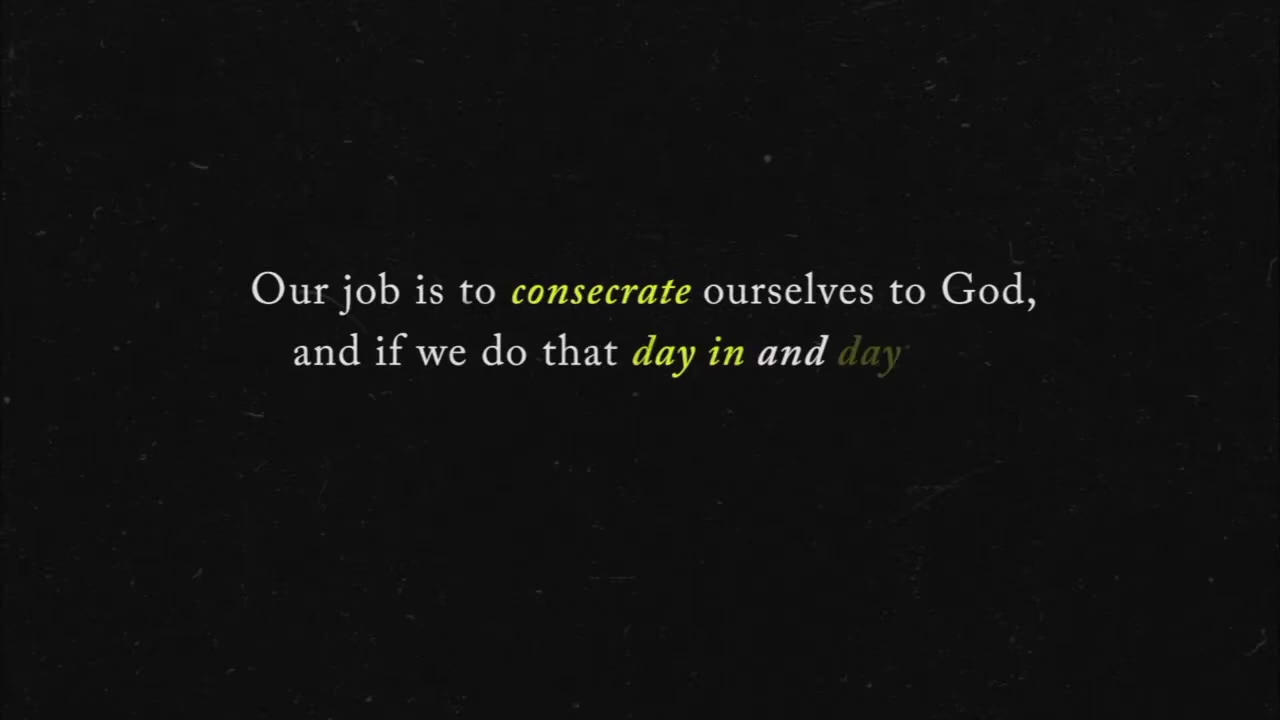 Our job is to consecrate ourselves to God,
and if we do that day in and day